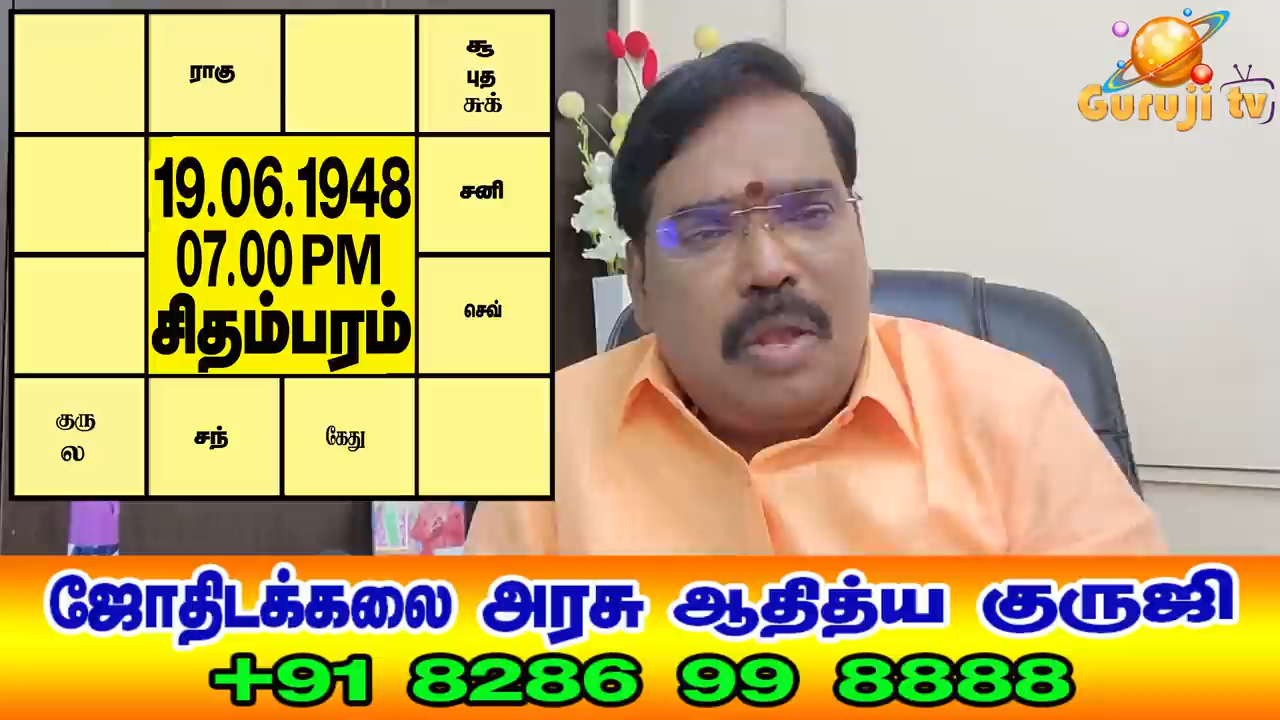 ராகு
சூ
புத
சுக்
19.06.1948
07.00 PM
சிதம்பரம்
சனி
செவ்
குரு
ல
சந்
கேது
Guruji tv
ஜோதிடக்கலை அரசு ஆதித்ய குருஜி
+91 8286 99 8888